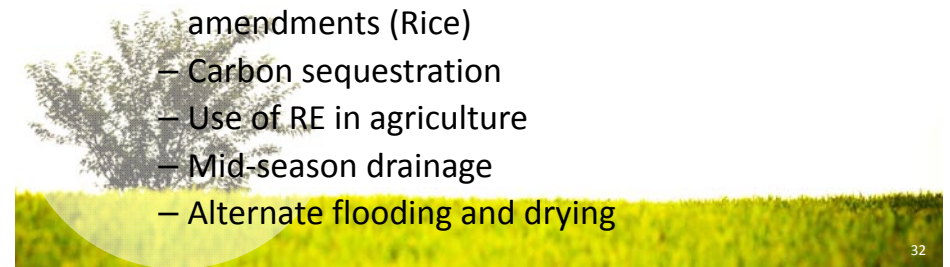 amendments (Rice)
– Carbon sequestration
– Use of RE in agriculture
– Mid-season drainage
– Alternate flooding and drying
32